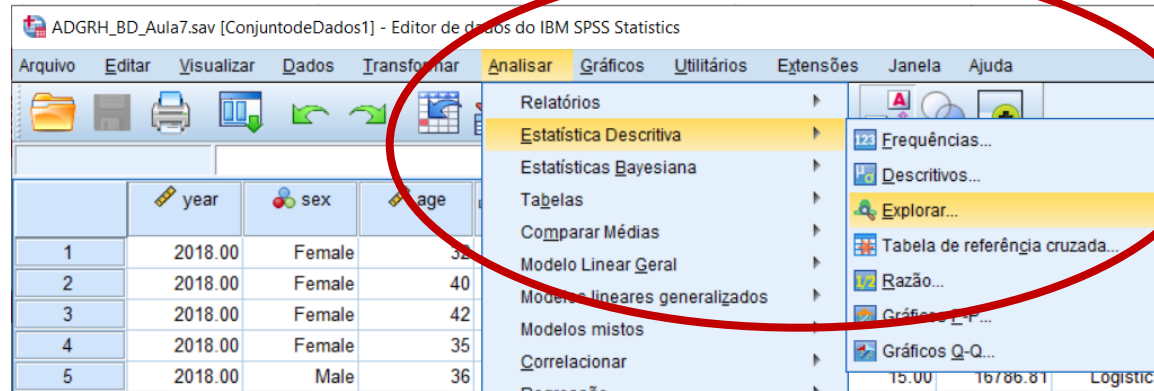 ADGRH_BD_Aula7.sav [ConjuntodeDados1] - Editor de dados do IBM SPSS Statistics
Arquivo Editar Visualizar Dados Transformar Analisar Gráficos Utilitários Extensões Janela Ajuda
Relatórios
Estatística Descritiva
Estatísticas Bayesiana
Tabelas
Comparar Médias
Modelo Linear Geral
Modelos lineares generalizados
Modelos mistos
Correlacionar
Frequências...
Descritivos...
Explorar...
Tabela de referência cruzada...
Razão...
Gráficos P-P...
Gráficos Q-Q...
year sex age
1 2018.00 Female 32
2 2018.00 Female 40
3 2018.00 Female 42
4 2018.00 Female 35
5 2018.00 Male 36 15.00 16786.81